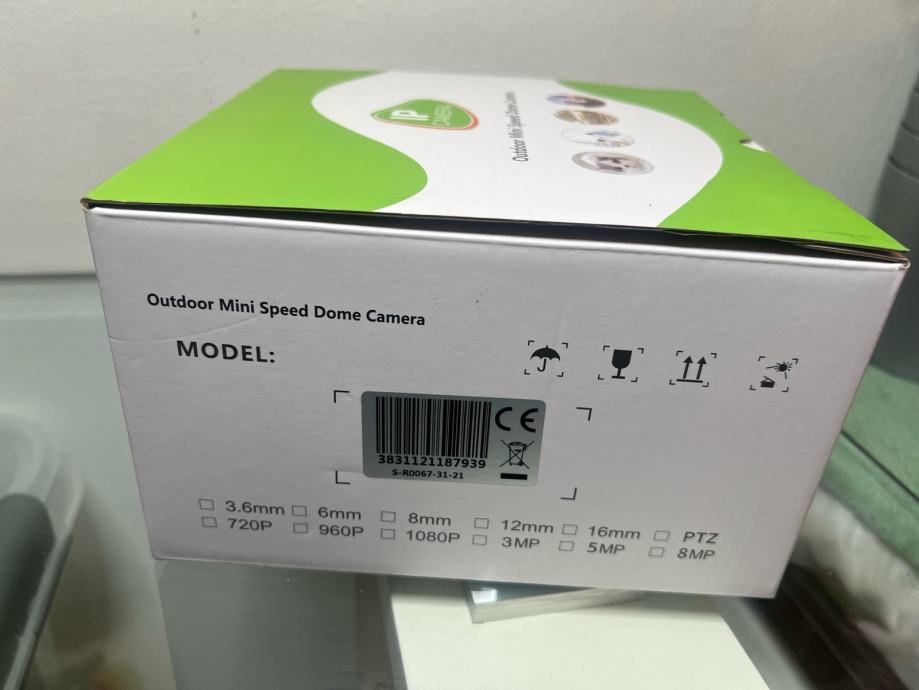 IP
CAMERA
Outdoor Mini Speed Dome Camera
Outdoor Mini Speed Dome Camera
MODEL:
CE
3831121187939
S-R0067-31-21
3.6mm 6mm 8mm 12mm 16mm PTZ
720P 960P 1080P 3MP 5MP 8MP